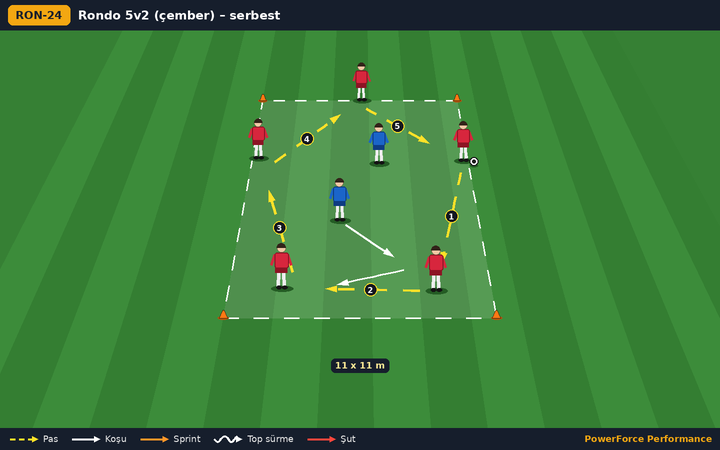 RON-24 Rondo 5v2 (çember) – serbest
5
4
1
3
2
11 x 11 m
Pas Koşu Sprint Top sürme Şut PowerForce Performance